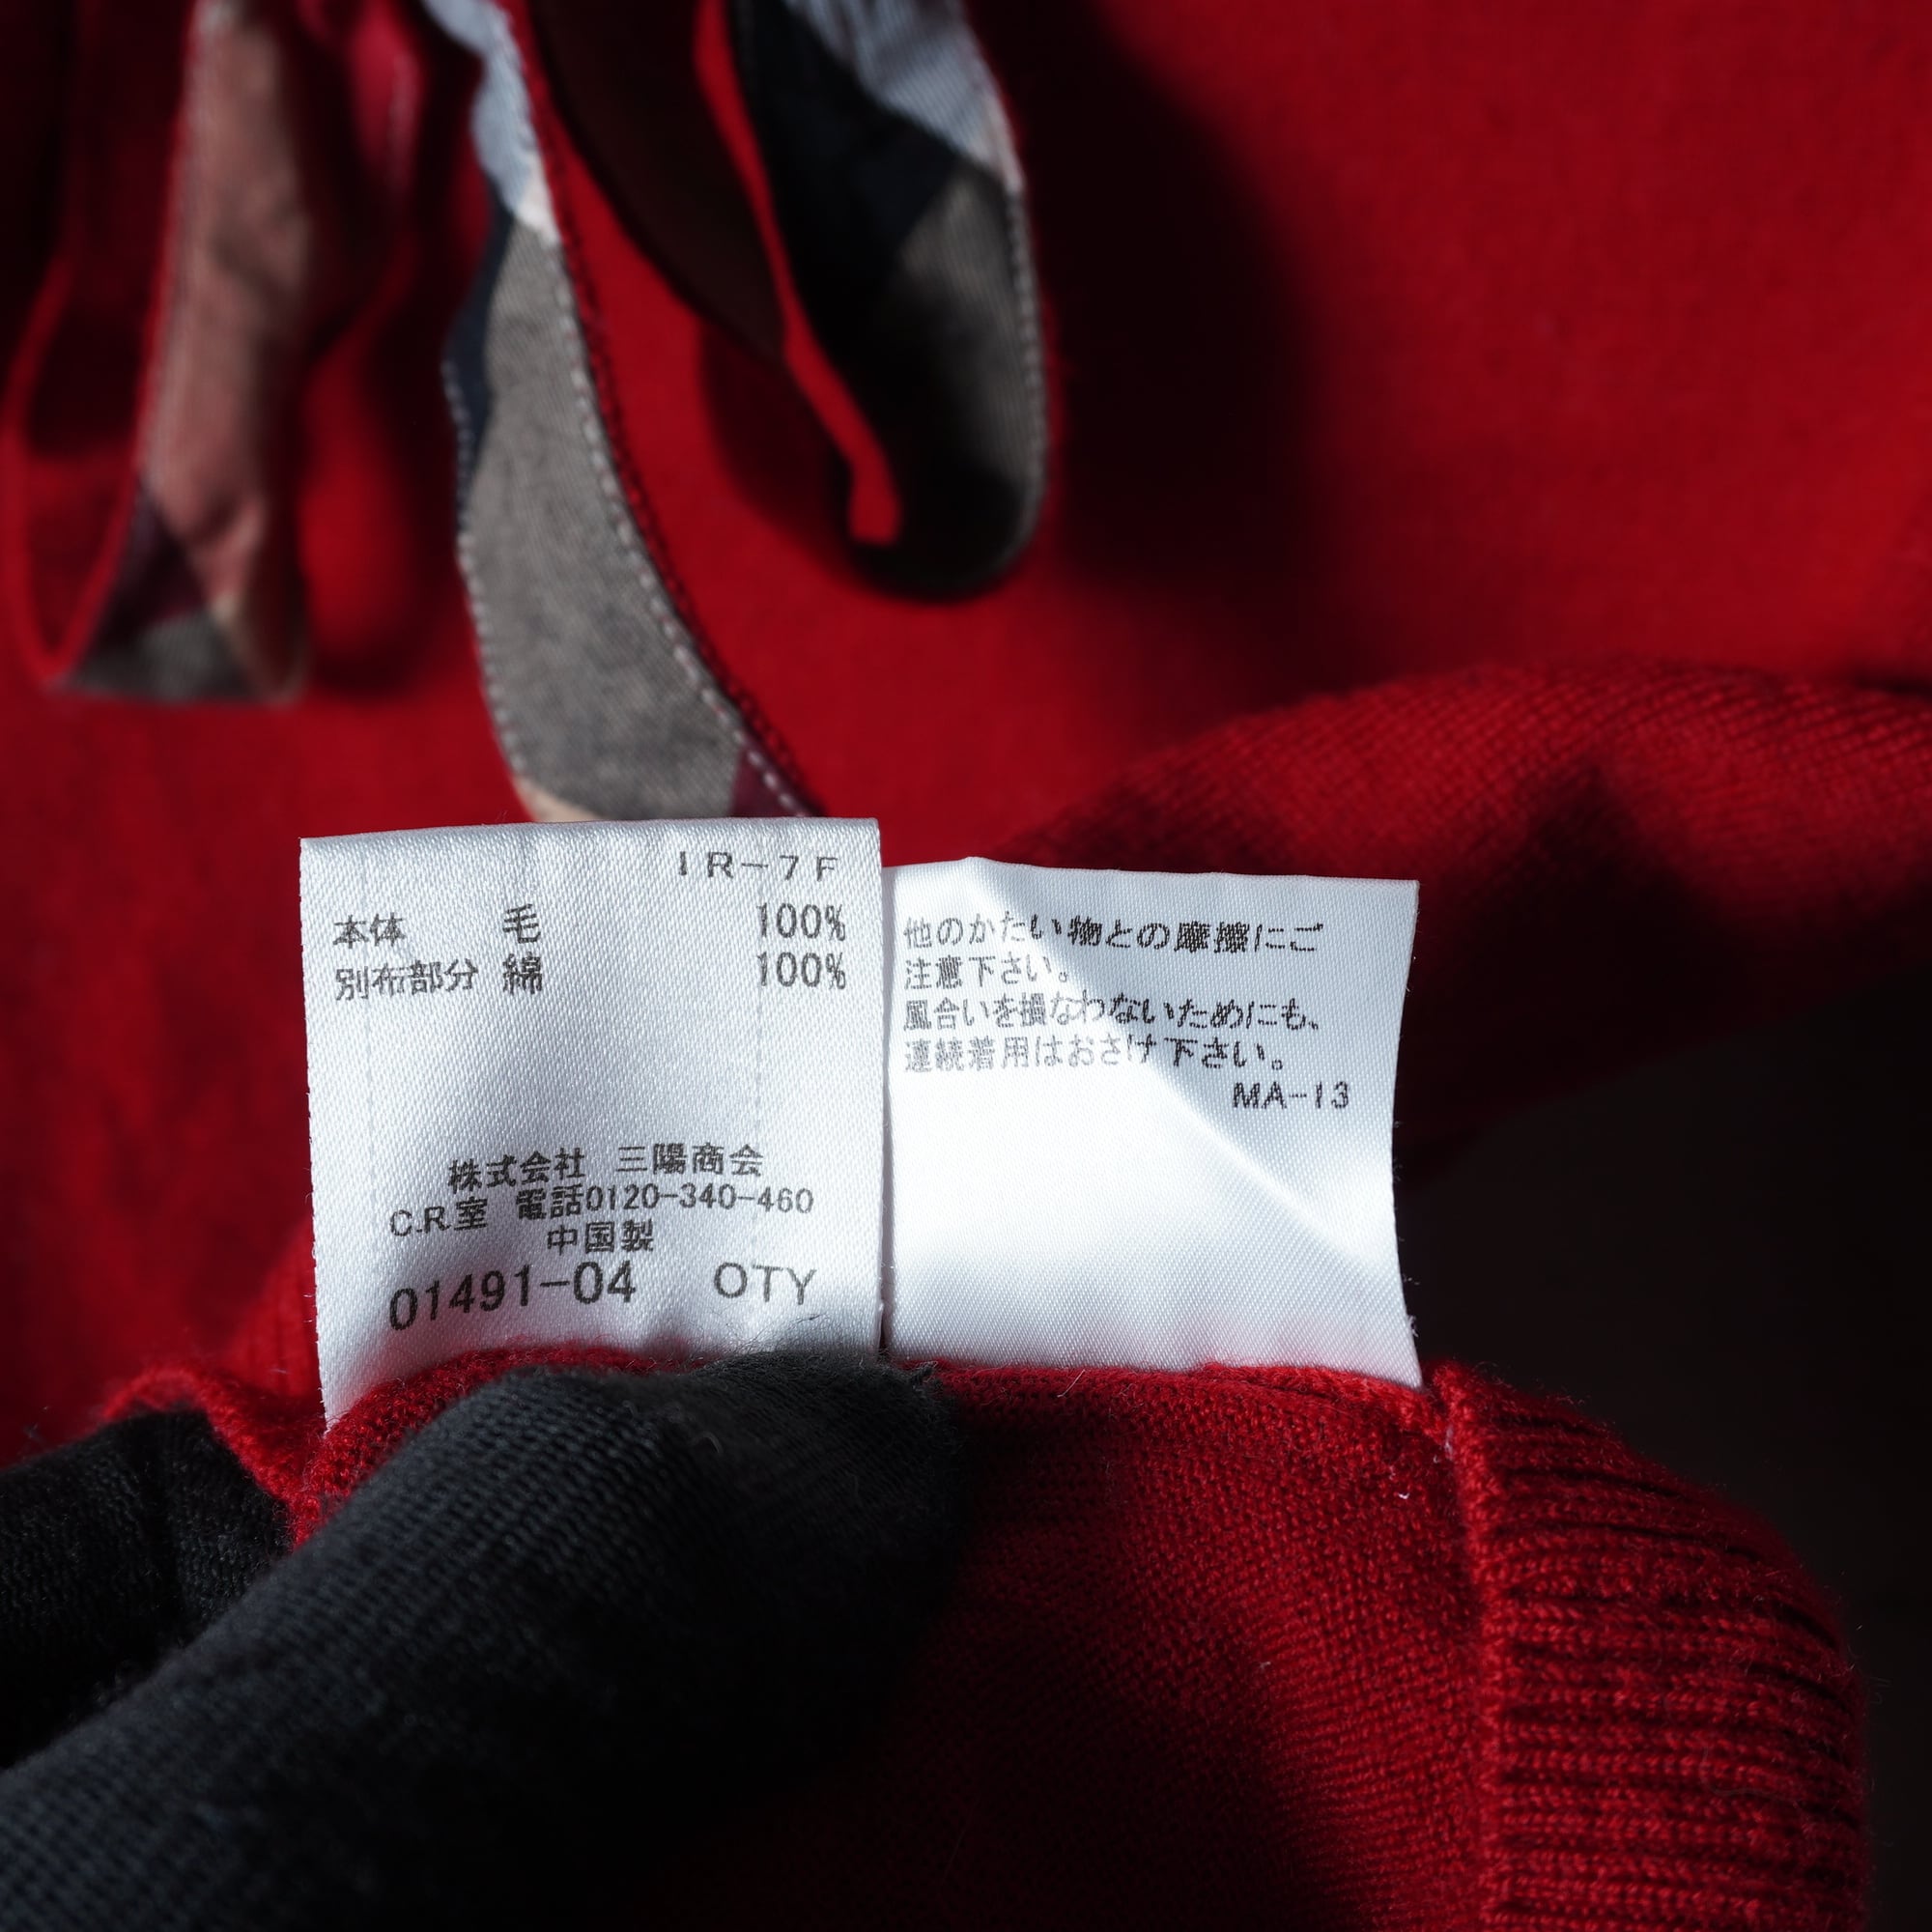 IR-7F
本体 毛 100%
別布部分 綿 100%
株式会社 三陽商会
C.R室 電話0120-340-460
中国製
01491-04 OTY
他のかたい物との摩擦にご
注意下さい。
風合いを損なわないためにも、
連続着用はおさけ下さい。
MA-13